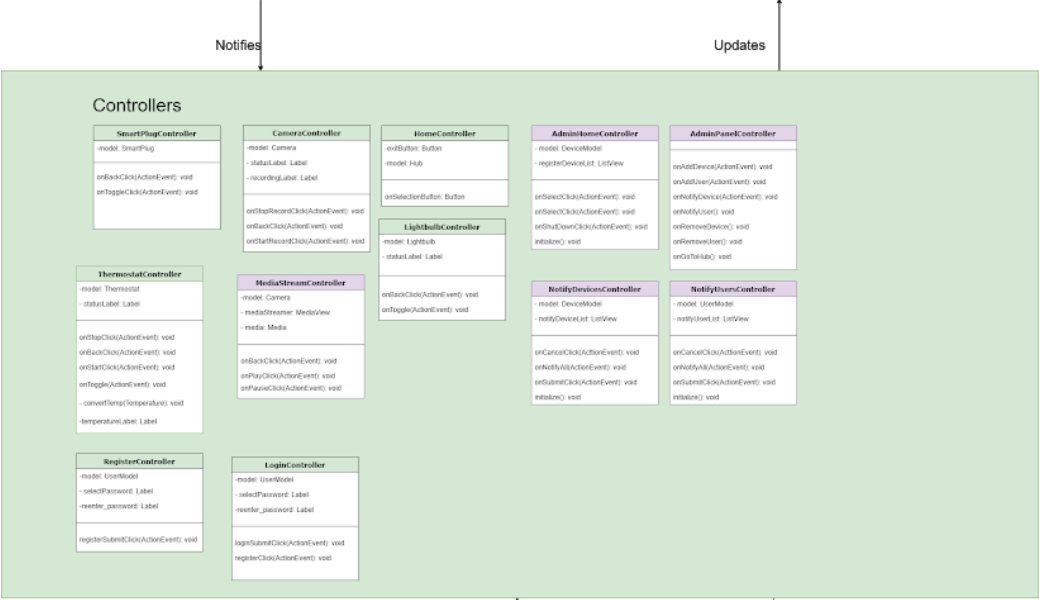 Notifies
Updates
Controllers
SmartPlugController
-model: SmartPlug
onBackClick(ActionEvent): void
onToggleClick(ActionEvent): void
CameraController
-model: Camera
- statusLabel: Label
- recordingLabel: Label
onStopRecordClick(ActionEvent): void
onBackClick(ActionEvent): void
onStartRecordClick(ActionEvent): void
HomeController
-exitButton: Button
-model: Hub
onSelectionButton: Button
AdminHomeController
- model: DeviceModel
- registerDeviceList: ListView
onSelectClick(ActionEvent): void
onSelectClick(ActionEvent): void
onShutDownClick(ActionEvent): void
initialize(): void
AdminPanelController
onAddDevice(ActionEvent): void
onAddUser(ActionEvent): void
onNotifyDevice(ActionEvent): void
onNotifyUser(): void
onRemoveDevice(): void
onRemoveUser(): void
onGoToHub(): void
LightbulbController
-model: Lightbulb
- statusLabel: Label
onBackClick(ActionEvent): void
onToggle(ActionEvent): void
ThermostatController
-model: Thermostat
- statusLabel: Label
onStopClick(ActionEvent): void
onBackClick(ActionEvent): void
onStartClick(ActionEvent): void
onToggle(ActionEvent): void
- convertTemp(Temperature): void
-temperatureLabel: Label
MediaStreamController
-model: Camera
- mediaStreamer: MediaView
- media: Media
onBackClick(ActionEvent): void
onPlayClick(ActionEvent): void
onPauseClick(ActionEvent): void
NotifyDevicesController
- model: DeviceModel
- notifyDeviceList: ListView
onCancelClick(ActtionEvent): void
onNotifyAll(ActionEvent): void
onSubmitClick(ActionEvent): void
initialize(): void
NotifyUsersController
- model: UserModel
- notifyUserList: ListView
onCancelClick(ActtionEvent): void
onNotifyAll(ActionEvent): void
onSubmitClick(ActionEvent): void
initialize(): void
RegisterController
-model: UserModel
- selectPassword: Label
-reenter_password: Label
registerSubmitClick(ActionEvent): void
LoginController
-model: UserModel
- selectPassword: Label
-reenter_password: Label
loginSubmitClick(ActionEvent): void
registerClick(ActionEvent): void